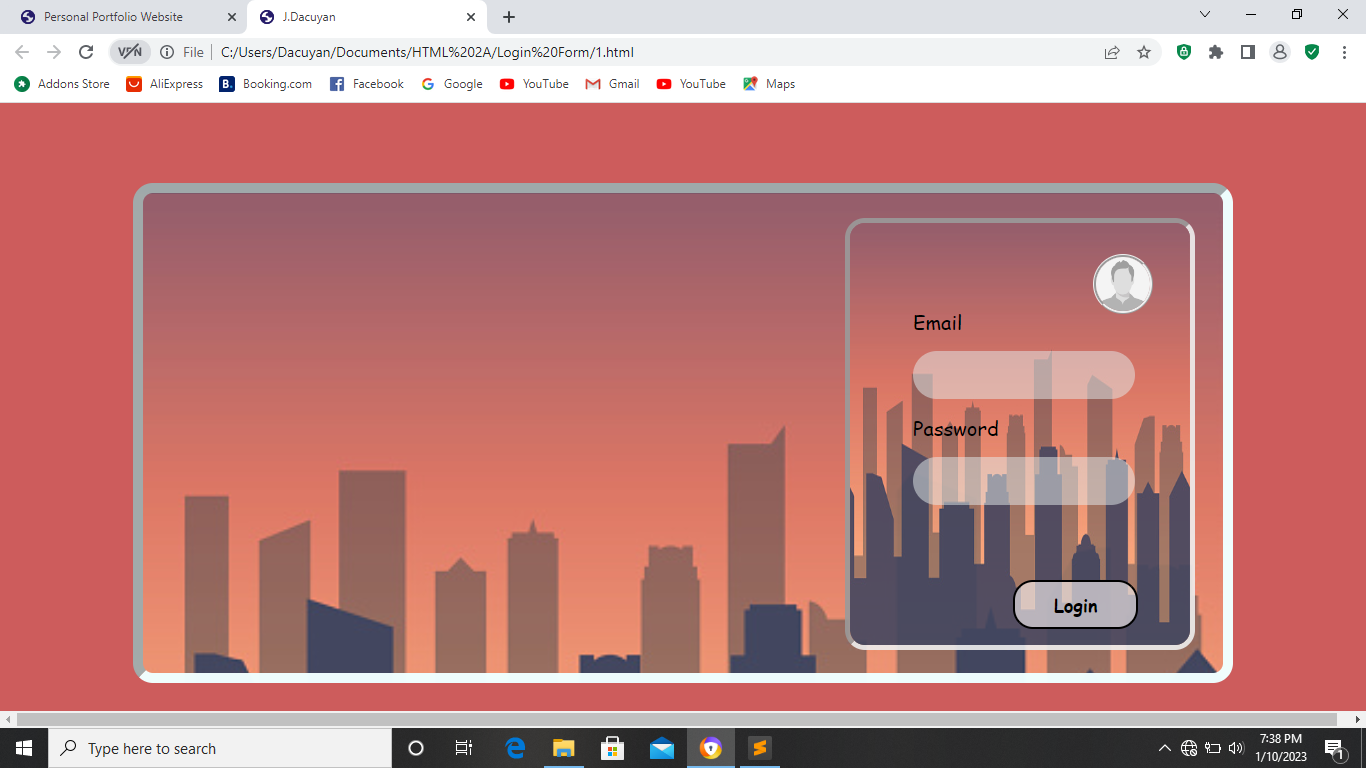 Personal Portfolio Website
J.Dacuyan
VPN
File
C:/Users/Dacuyan/Documents/HTML%202A/Login%20Form/1.html
Addons Store
AliExpress
B.
Booking.com
Facebook
Google
YouTube
Gmail
YouTube
Maps
Email
Password
Login
Type here to search
7:38 PM
1/10/2023
1